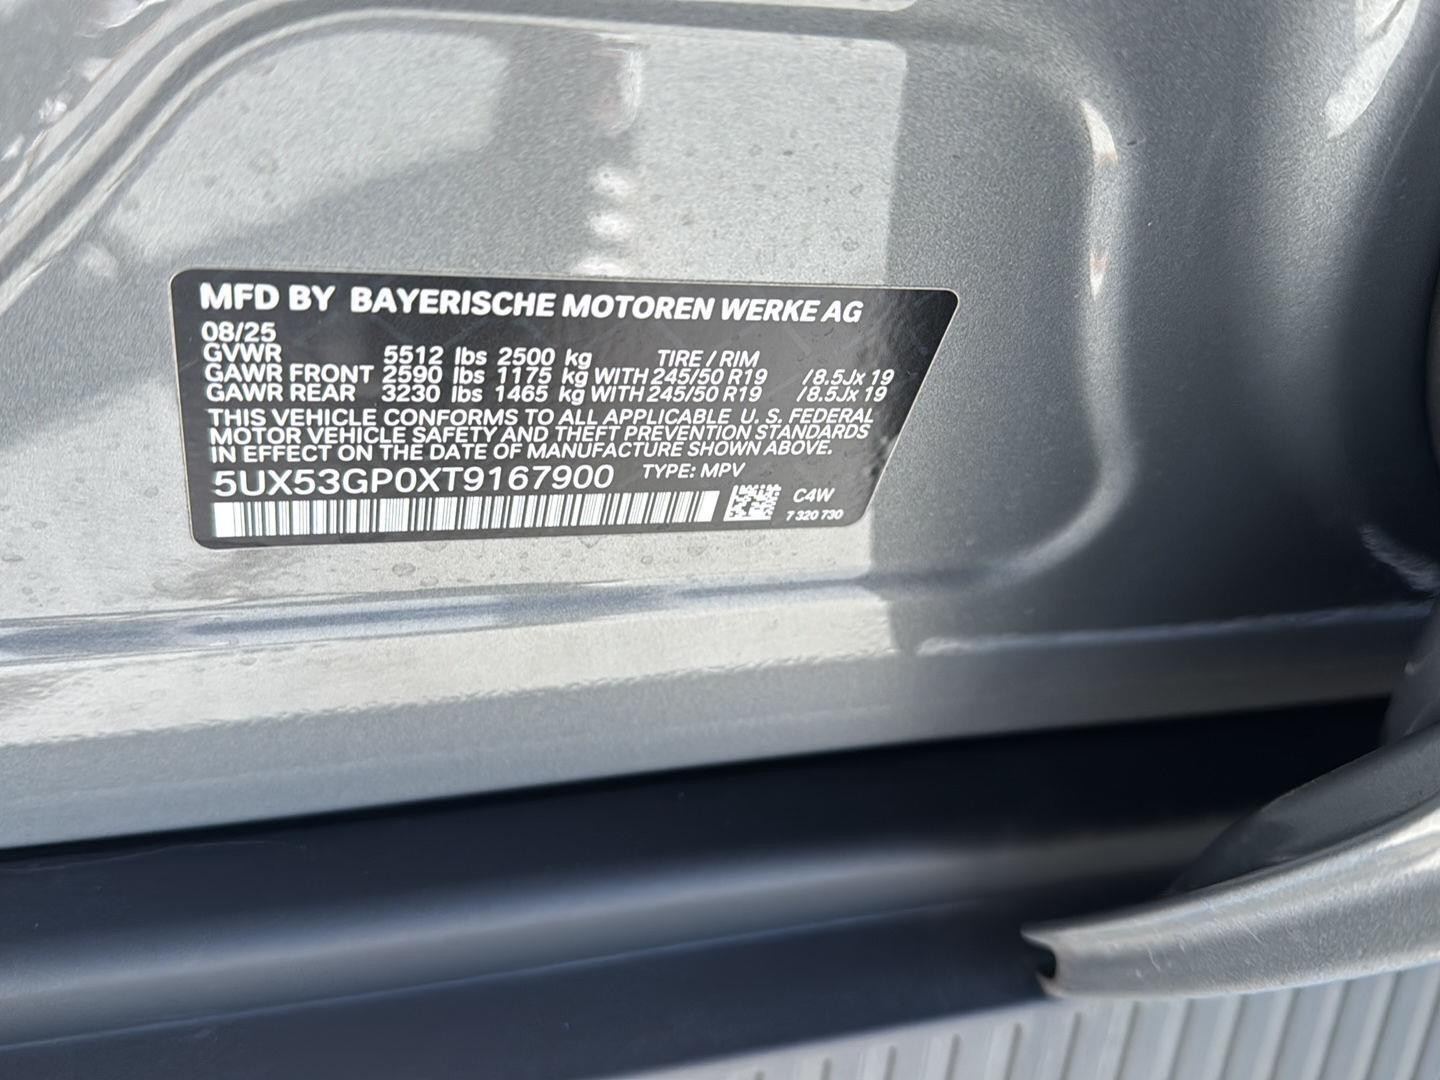 MFD BY BAYERISCHE MOTOREN WERKE AG
08/25
GVWR 5512 lbs 2500 kg TIRE / RIM
GAWR FRONT 2590 lbs 1175 kg WITH 245/50 R19 /8.5Jx 19
GAWR REAR 3230 lbs 1465 kg WITH 245/50 R19 /8.5Jx 19
THIS VEHICLE CONFORMS TO ALL APPLICABLE U. S. FEDERAL
MOTOR VEHICLE SAFETY AND THEFT PREVENTION STANDARDS
IN EFFECT ON THE DATE OF MANUFACTURE SHOWN ABOVE.
5UX53GP0XT9167900 TYPE: MPV
C4W
7 320 730